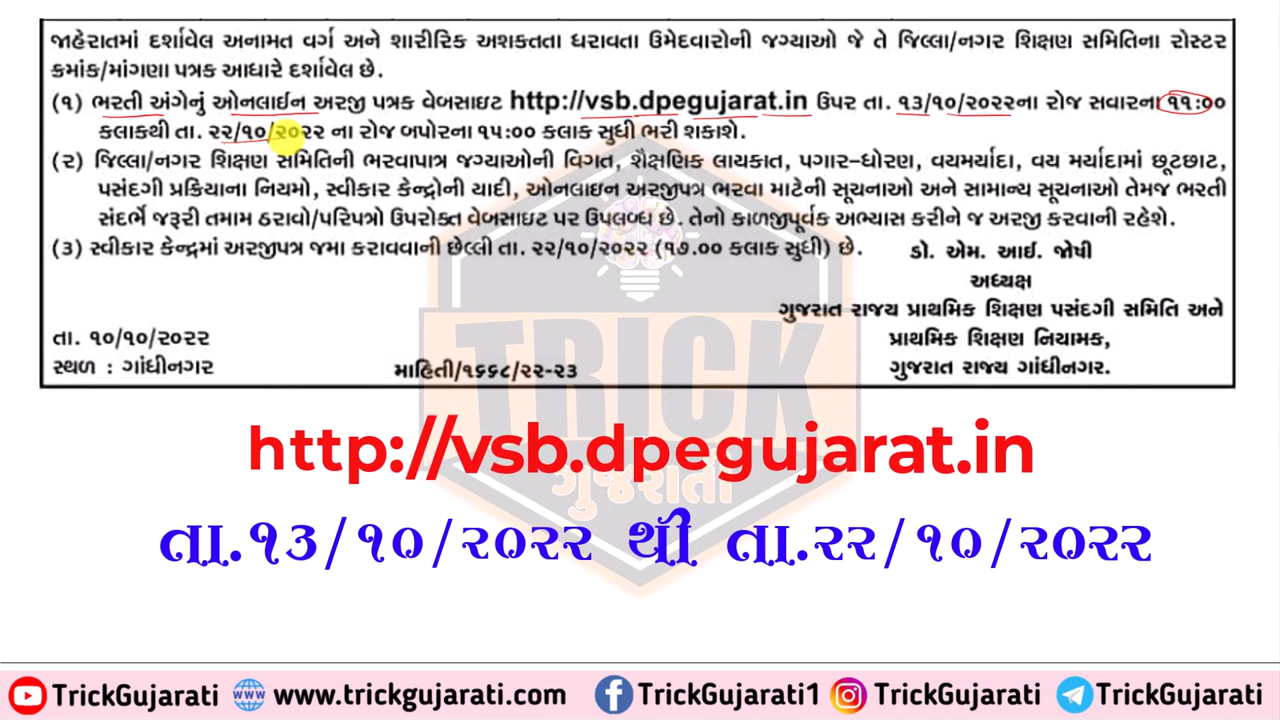 જાહેરાતમાં દર્શાવેલ અનામત વર્ગ અને શારીરિક અશકતતા ધરાવતા ઉમેદવારોની જગ્યાઓ જે તે જિલ્લા/નગર શિક્ષણ સમિતિના રોસ્ટર
ક્રમાંક/માંગણા પત્રક આધારે દર્શાવેલ છે.
(૧) ભરતી અંગેનું ઓનલાઈન અરજી પત્રક વેબસાઇટ http://vsb.dpegujarat.in ઉપર તા. ૧૩/૧૦/૨૦૨૨ના રોજ સવારના ૧૧:૦૦
કલાકથી તા. ૨૨/૧૦/૨૦૨૨ ના રોજ બપોરના ૧૫:૦૦ કલાક સુધી ભરી શકાશે.
(૨) જિલ્લા/નગર શિક્ષણ સમિતિની ભરવાપાત્ર જગ્યાઓની વિગત, શૈક્ષણિક લાયકાત, પગાર-ધોરણ, વયમર્યાદા, વય મર્યાદામાં છૂટછાટ,
પસંદગી પ્રક્રિયાના નિયમો, સ્વીકાર કેન્દ્રોની યાદી, ઓનલાઇન અરજીપત્ર ભરવા માટેની સૂચનાઓ અને સામાન્ય સૂચનાઓ તેમજ ભરતી
સંદર્ભે જરૂરી તમામ ઠરાવો/પરિપત્રો ઉપરોક્ત વેબસાઇટ પર ઉપલબ્ધ છે. તેનો કાળજીપૂર્વક અભ્યાસ કરીને જ અરજી કરવાની રહેશે.
(૩) સ્વીકાર કેન્દ્રમાં અરજીપત્ર જમા કરાવવાની છેલ્લી તા. ૨૨/૧૦/૨૦૨૨ (૧૭.૦૦ કલાક સુધી) છે.
ડૉ. એમ. આઈ. જોષી
અધ્યક્ષ
ગુજરાત રાજ્ય પ્રાથમિક શિક્ષણ પસંદગી સમિતિ અને
તા. ૧૦/૧૦/૨૦૨૨ પ્રાથમિક શિક્ષણ નિયામક,
સ્થળ : ગાંધીનગર માહિતી/૧૬૬૮/૨૨-૨૩ ગુજરાત રાજ્ય ગાંધીનગર.
TRICK
http://vsb.dpegujarat.in
ગુજરાતી
તા.૧૩/૧૦/૨૦૨૨ થી તા.૨૨/૧૦/૨૦૨૨
TrickGujarati www.trickgujarati.com TrickGujarati1 TrickGujarati TrickGujarati